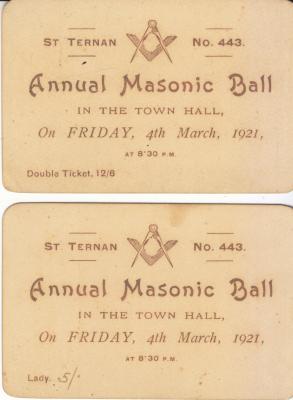 St Ternan No. 443.
Annual Masonic Ball
IN THE TOWN HALL,
On FRIDAY, 4th March, 1921,
AT 8'30 P.M.
Double Ticket, 12/6
St Ternan No. 443.
Annual Masonic Ball
IN THE TOWN HALL,
On FRIDAY, 4th March, 1921,
AT 8'30 P.M.
Lady. 5/-